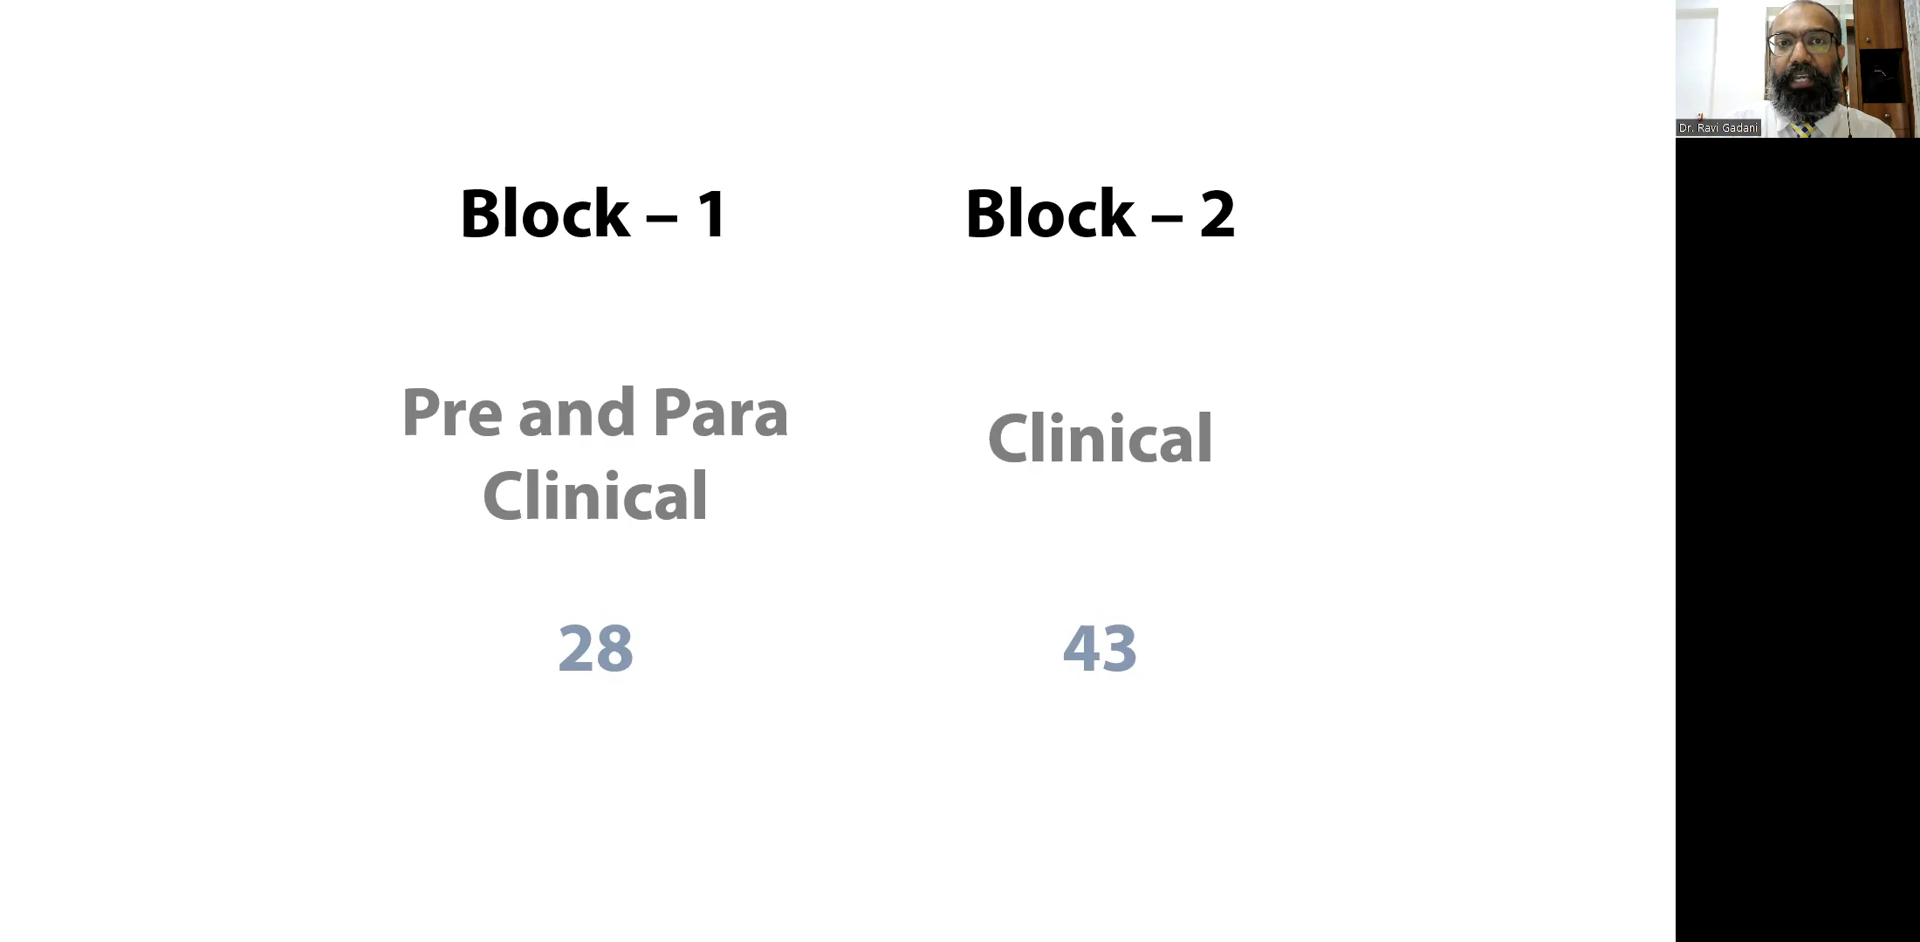 Dr. Ravi Gadani
Block – 1
Block – 2
Pre and Para
Clinical
Clinical
28
43